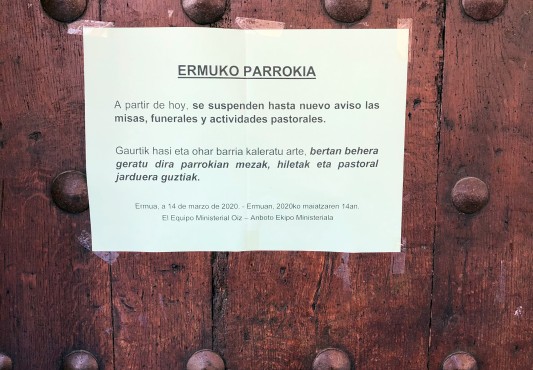 ERMUKO PARROKIA
A partir de hoy, se suspenden hasta nuevo aviso las
misas, funerales y actividades pastorales.
Gaurtik hasi eta ohar barria kaleratu arte, bertan behera
geratu dira parrokian mezak, hiletak eta pastoral
jarduera guztiak.
Ermua, a 14 de marzo de 2020. - Ermuan, 2020ko maiatzaren 14an.
El Equipo Ministerial Oiz – Anboto Ekipo Ministeriala